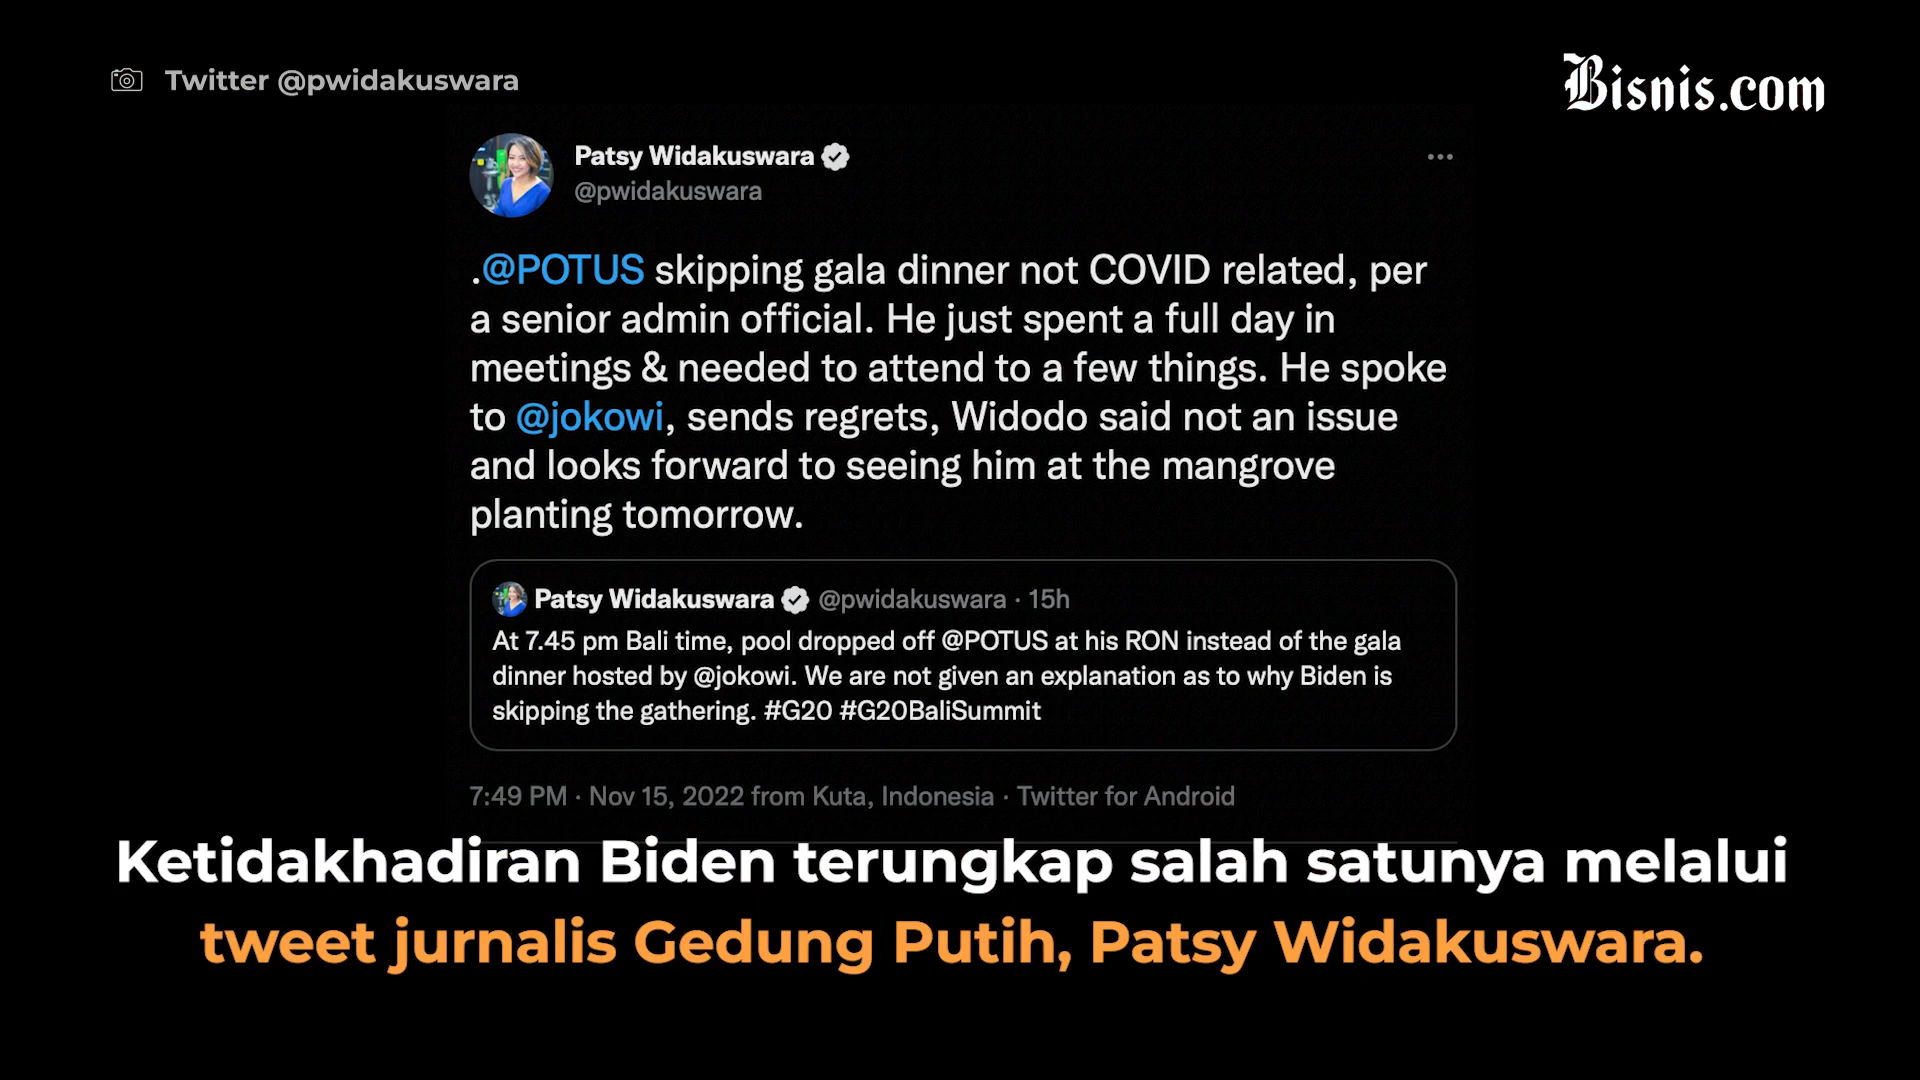 Twitter @pwidakuswara
Bisnis.com
Patsy Widakuswara
@pwidakuswara
.@POTUS skipping gala dinner not COVID related, per
a senior admin official. He just spent a full day in
meetings & needed to attend to a few things. He spoke
to @jokowi, sends regrets, Widodo said not an issue
and looks forward to seeing him at the mangrove
planting tomorrow.
Patsy Widakuswara @pwidakuswara · 15h
At 7.45 pm Bali time, pool dropped off @POTUS at his RON instead of the gala
dinner hosted by @jokowi. We are not given an explanation as to why Biden is
skipping the gathering. #G20 #G20BaliSummit
7:49 PM · Nov 15, 2022 from Kuta, Indonesia · Twitter for Android
Ketidakhadiran Biden terungkap salah satunya melalui
tweet jurnalis Gedung Putih, Patsy Widakuswara.